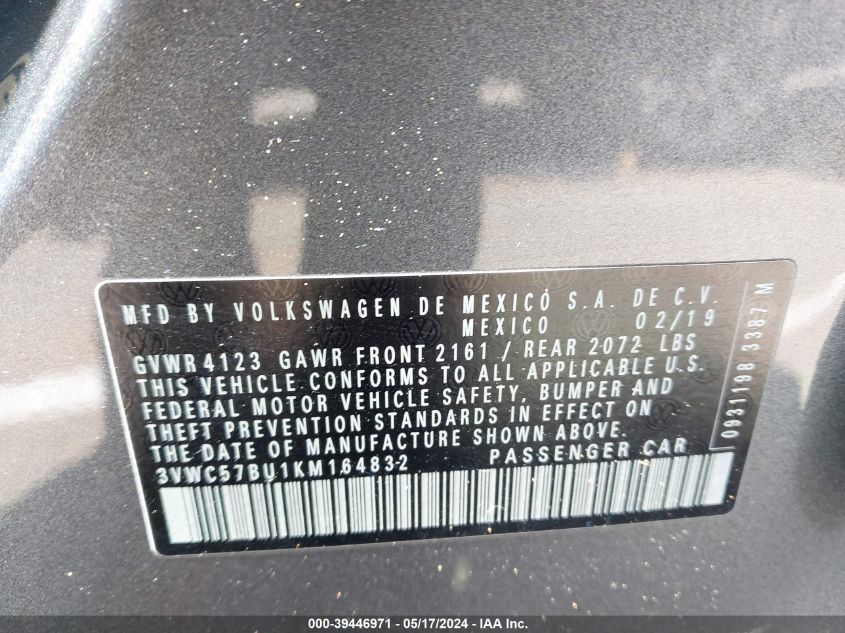 MFD BY VOLKSWAGEN DE MEXICO S.A. DE C.V.
MEXICO 02/19
GVWR 4123 GAWR FRONT 2161 / REAR 2072 LBS
THIS VEHICLE CONFORMS TO ALL APPLICABLE U.S.
FEDERAL MOTOR VEHICLE SAFETY, BUMPER AND
THEFT PREVENTION STANDARDS IN EFFECT ON
THE DATE OF MANUFACTURE SHOWN ABOVE.
3VWC57BU1KM164832 PASSENGER CAR
0931198 3387 M
000-39446971 - 05/17/2024 - IAA Inc.